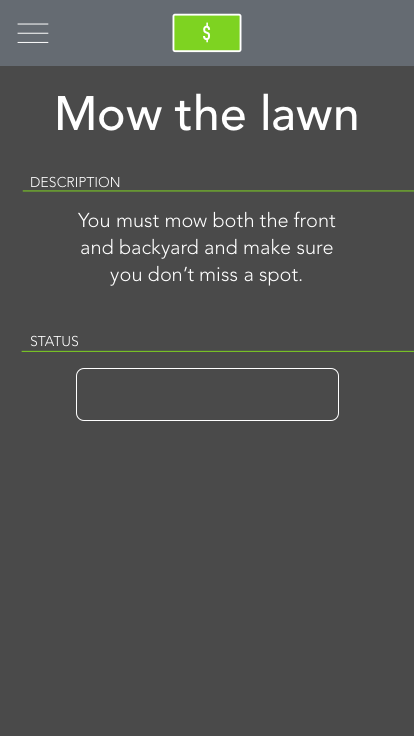 $
Mow the lawn
DESCRIPTION
You must mow both the front
and backyard and make sure
you don’t miss a spot.
STATUS